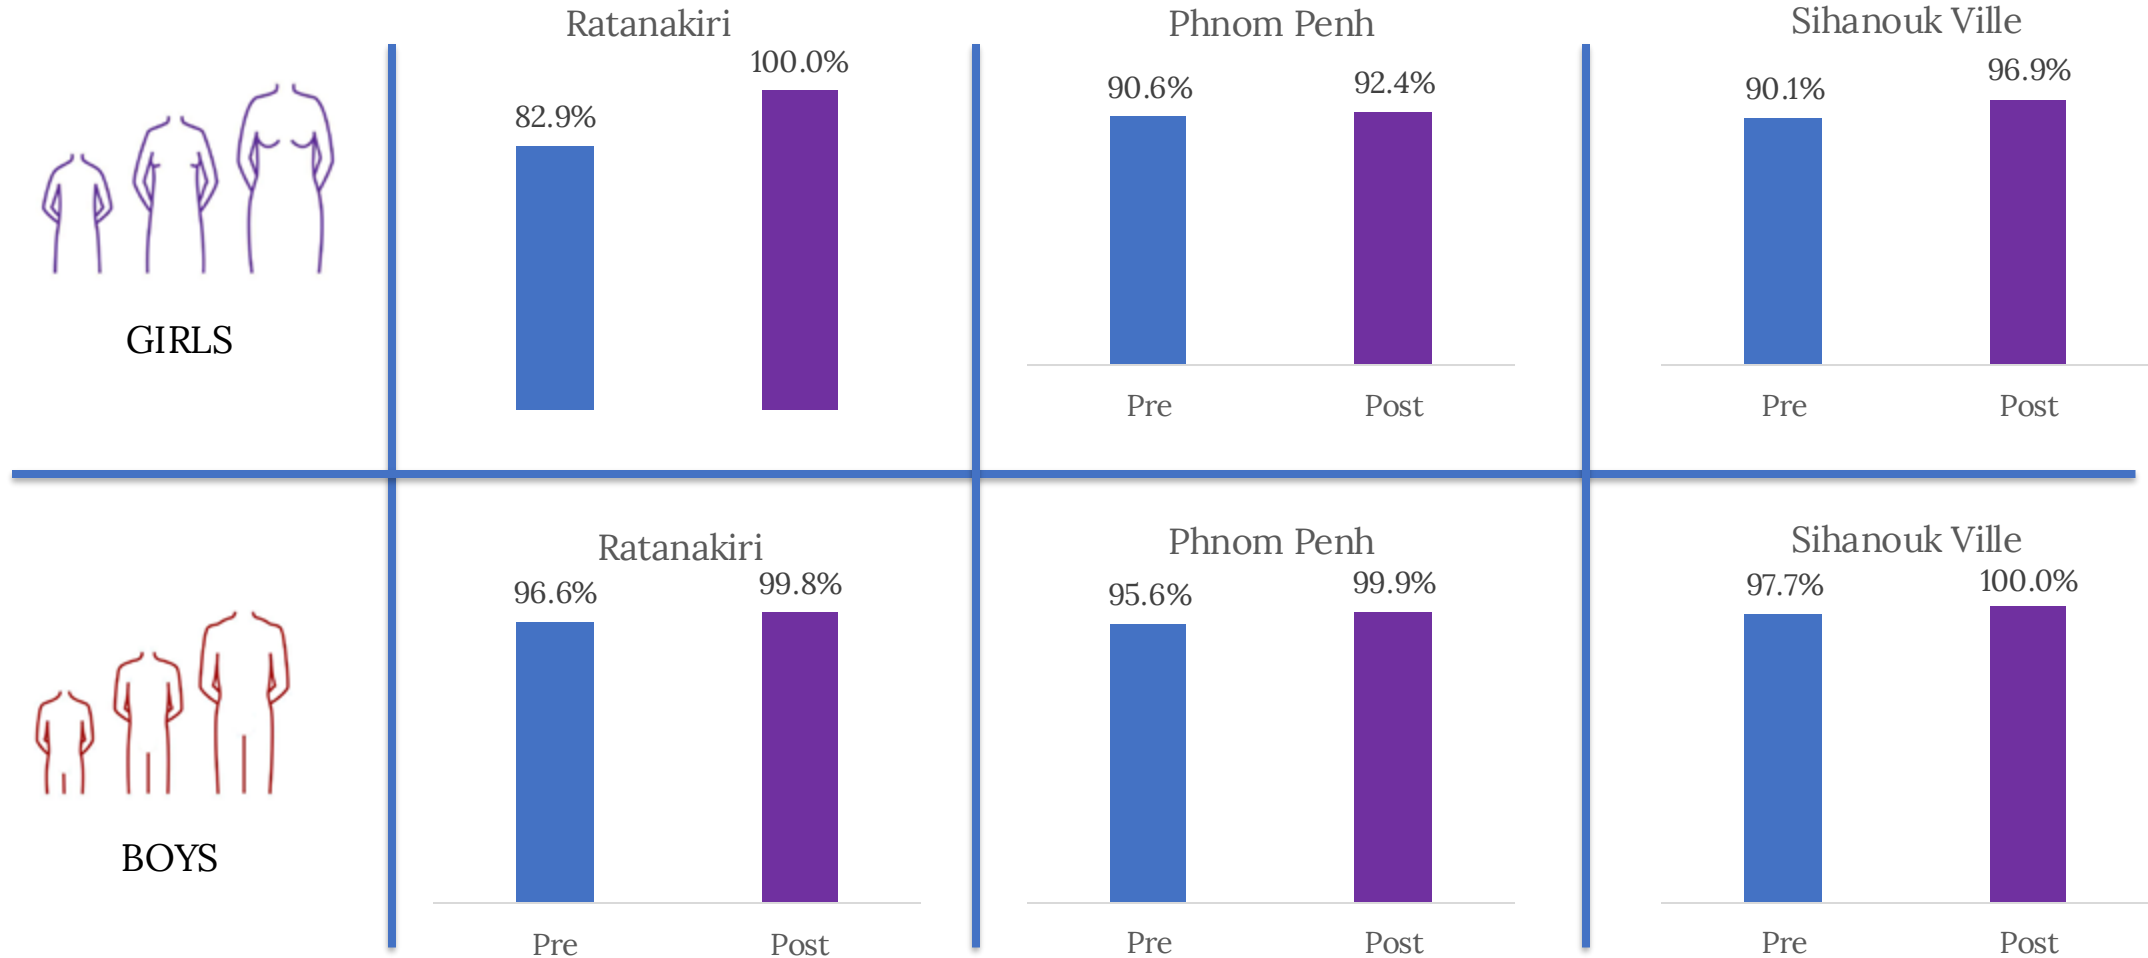 Ratanakiri
82.9%
100.0%
Phnom Penh
90.6%
92.4%
Pre
Post
Sihanouk Ville
90.1%
96.9%
Pre
Post
GIRLS
Ratanakiri
96.6%
99.8%
Pre
Post
Phnom Penh
95.6%
99.9%
Pre
Post
Sihanouk Ville
97.7%
100.0%
Pre
Post
BOYS